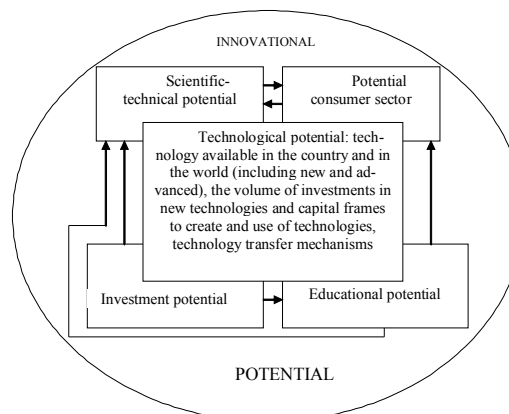 INNOVATIONAL
Scientific-
technical potential
Potential
consumer sector
Technological potential: tech-
nology available in the country and in
the world (including new and ad-
vanced), the volume of investments in
new technologies and capital frames
to create and use of technologies,
technology transfer mechanisms
Investment potential
Educational potential
POTENTIAL